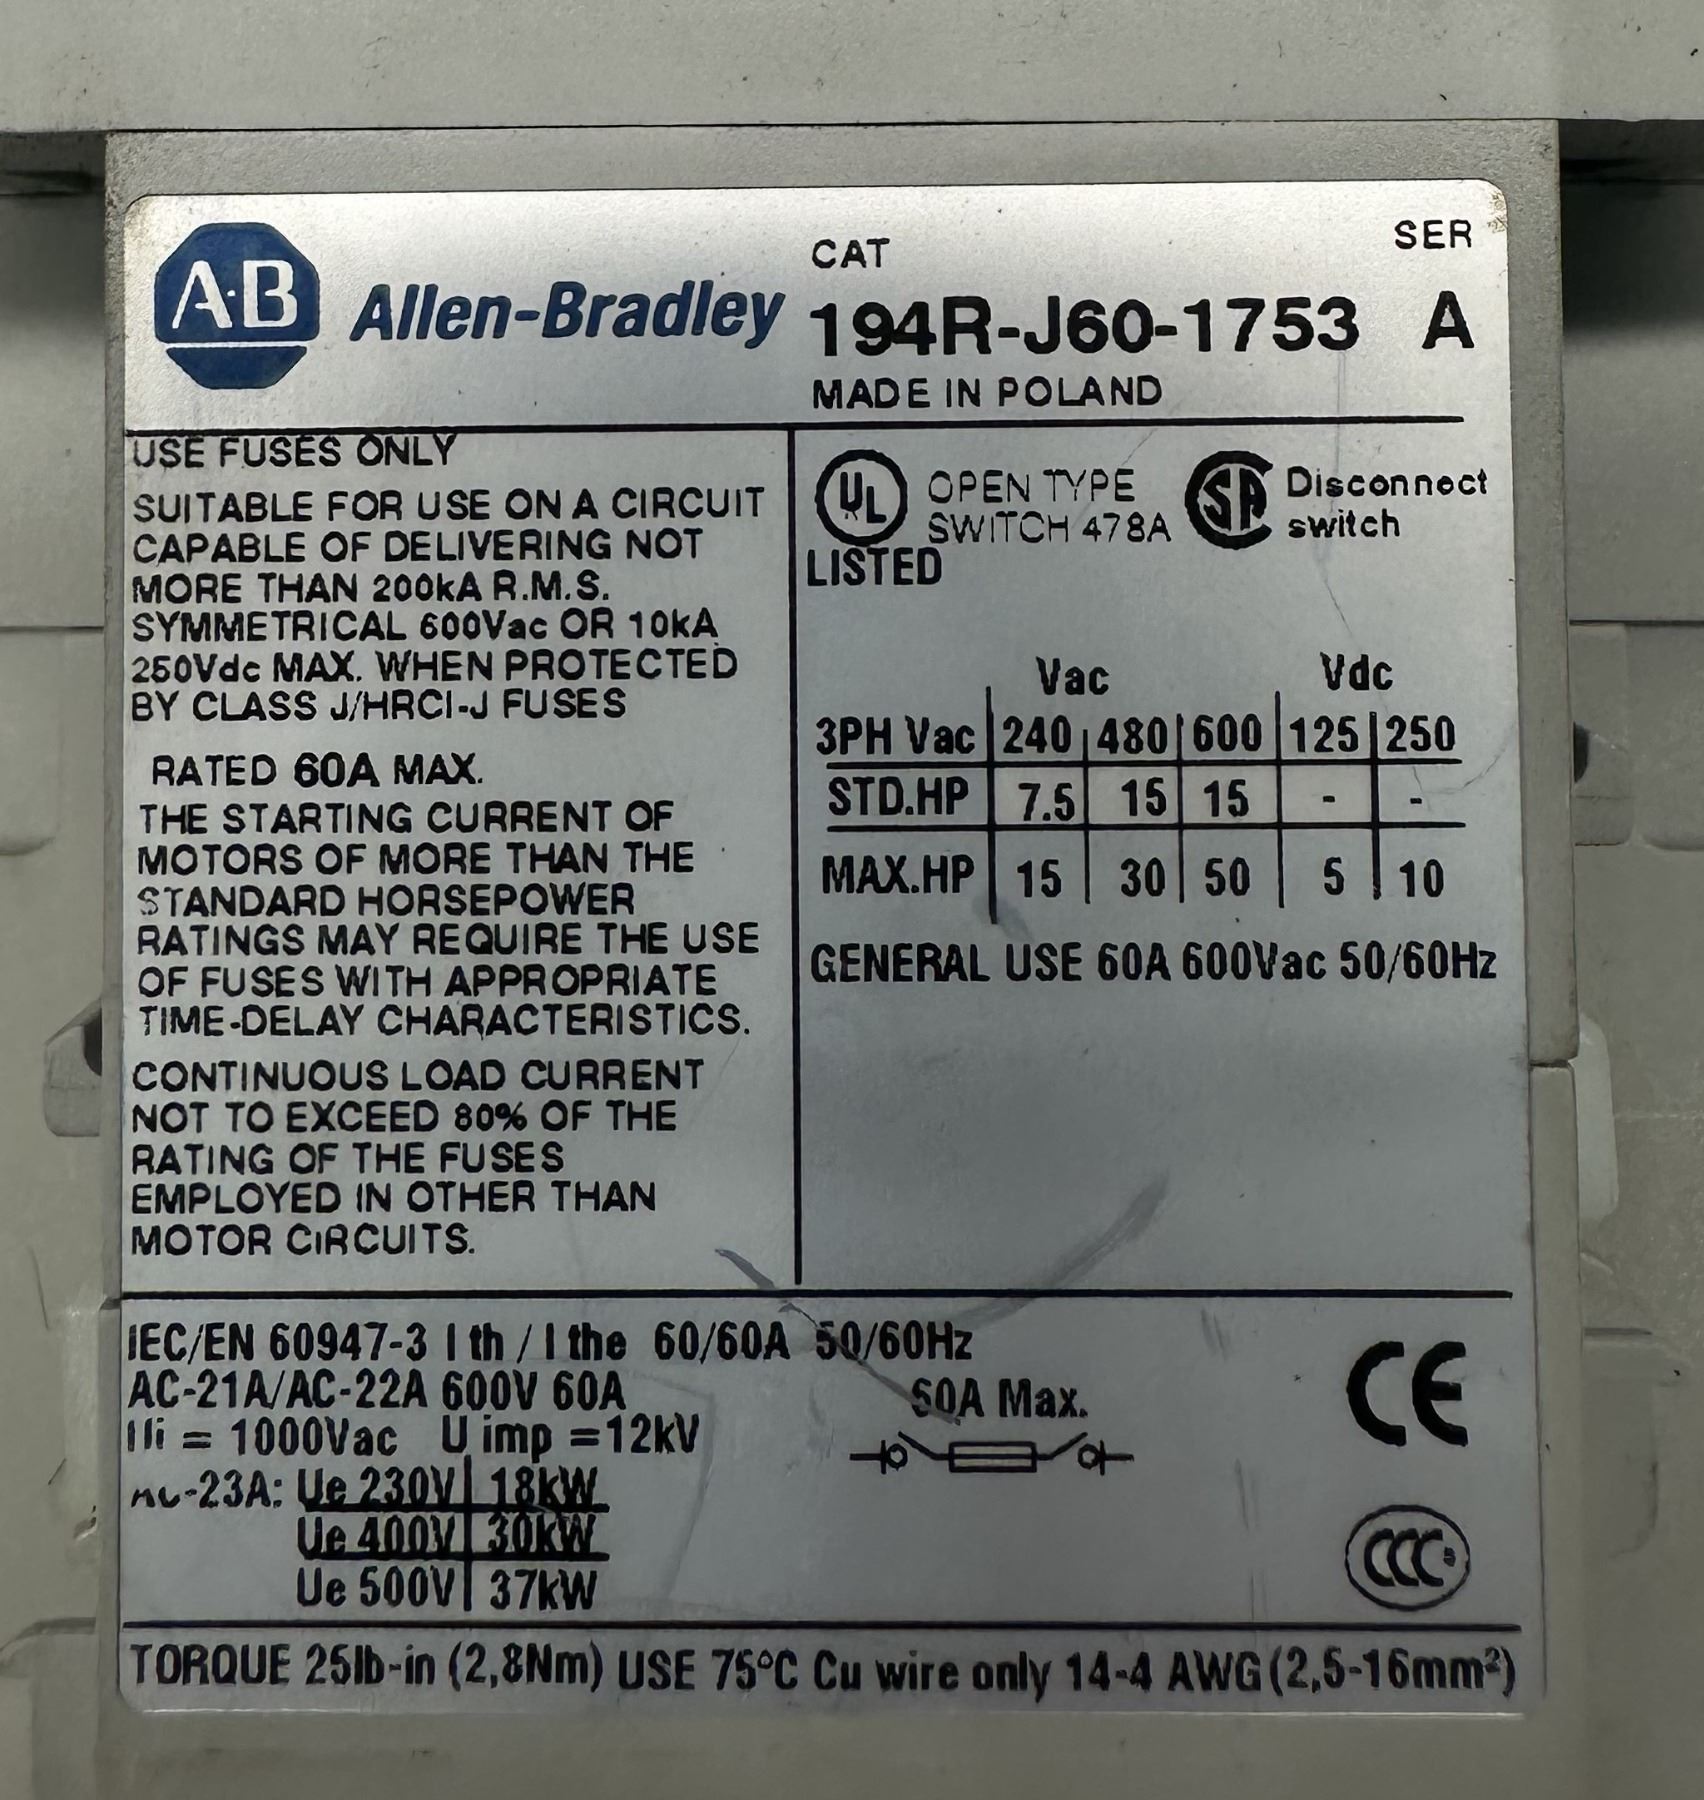 A·B Allen-Bradley
CAT
194R-J60-1753
MADE IN POLAND
SER
A
USE FUSES ONLY
SUITABLE FOR USE ON A CIRCUIT
CAPABLE OF DELIVERING NOT
MORE THAN 200kA R.M.S.
SYMMETRICAL 600Vac OR 10kA
250Vdc MAX. WHEN PROTECTED
BY CLASS J/HRCI-J FUSES
RATED 60A MAX.
THE STARTING CURRENT OF
MOTORS OF MORE THAN THE
STANDARD HORSEPOWER
RATINGS MAY REQUIRE THE USE
OF FUSES WITH APPROPRIATE
TIME-DELAY CHARACTERISTICS.
CONTINUOUS LOAD CURRENT
NOT TO EXCEED 80% OF THE
RATING OF THE FUSES
EMPLOYED IN OTHER THAN
MOTOR CIRCUITS.
UL
LISTED
OPEN TYPE
SWITCH 478A
SA Disconnect
switch
Vac Vdc
3PH Vac 240 480 600 125 250
STD.HP 7.5 15 15 - -
MAX.HP 15 30 50 5 10
GENERAL USE 60A 600Vac 50/60Hz
IEC/EN 60947-3 I th / I the 60/60A 50/60Hz
AC-21A/AC-22A 600V 60A
Ui = 1000Vac U imp =12kV
AC-23A: Ue 230V 18kW
Ue 400V 30kW
Ue 500V 37kW
60A Max.
CE
CCC
TORQUE 25lb-in (2,8Nm) USE 75°C Cu wire only 14-4 AWG (2,5-16mm²)